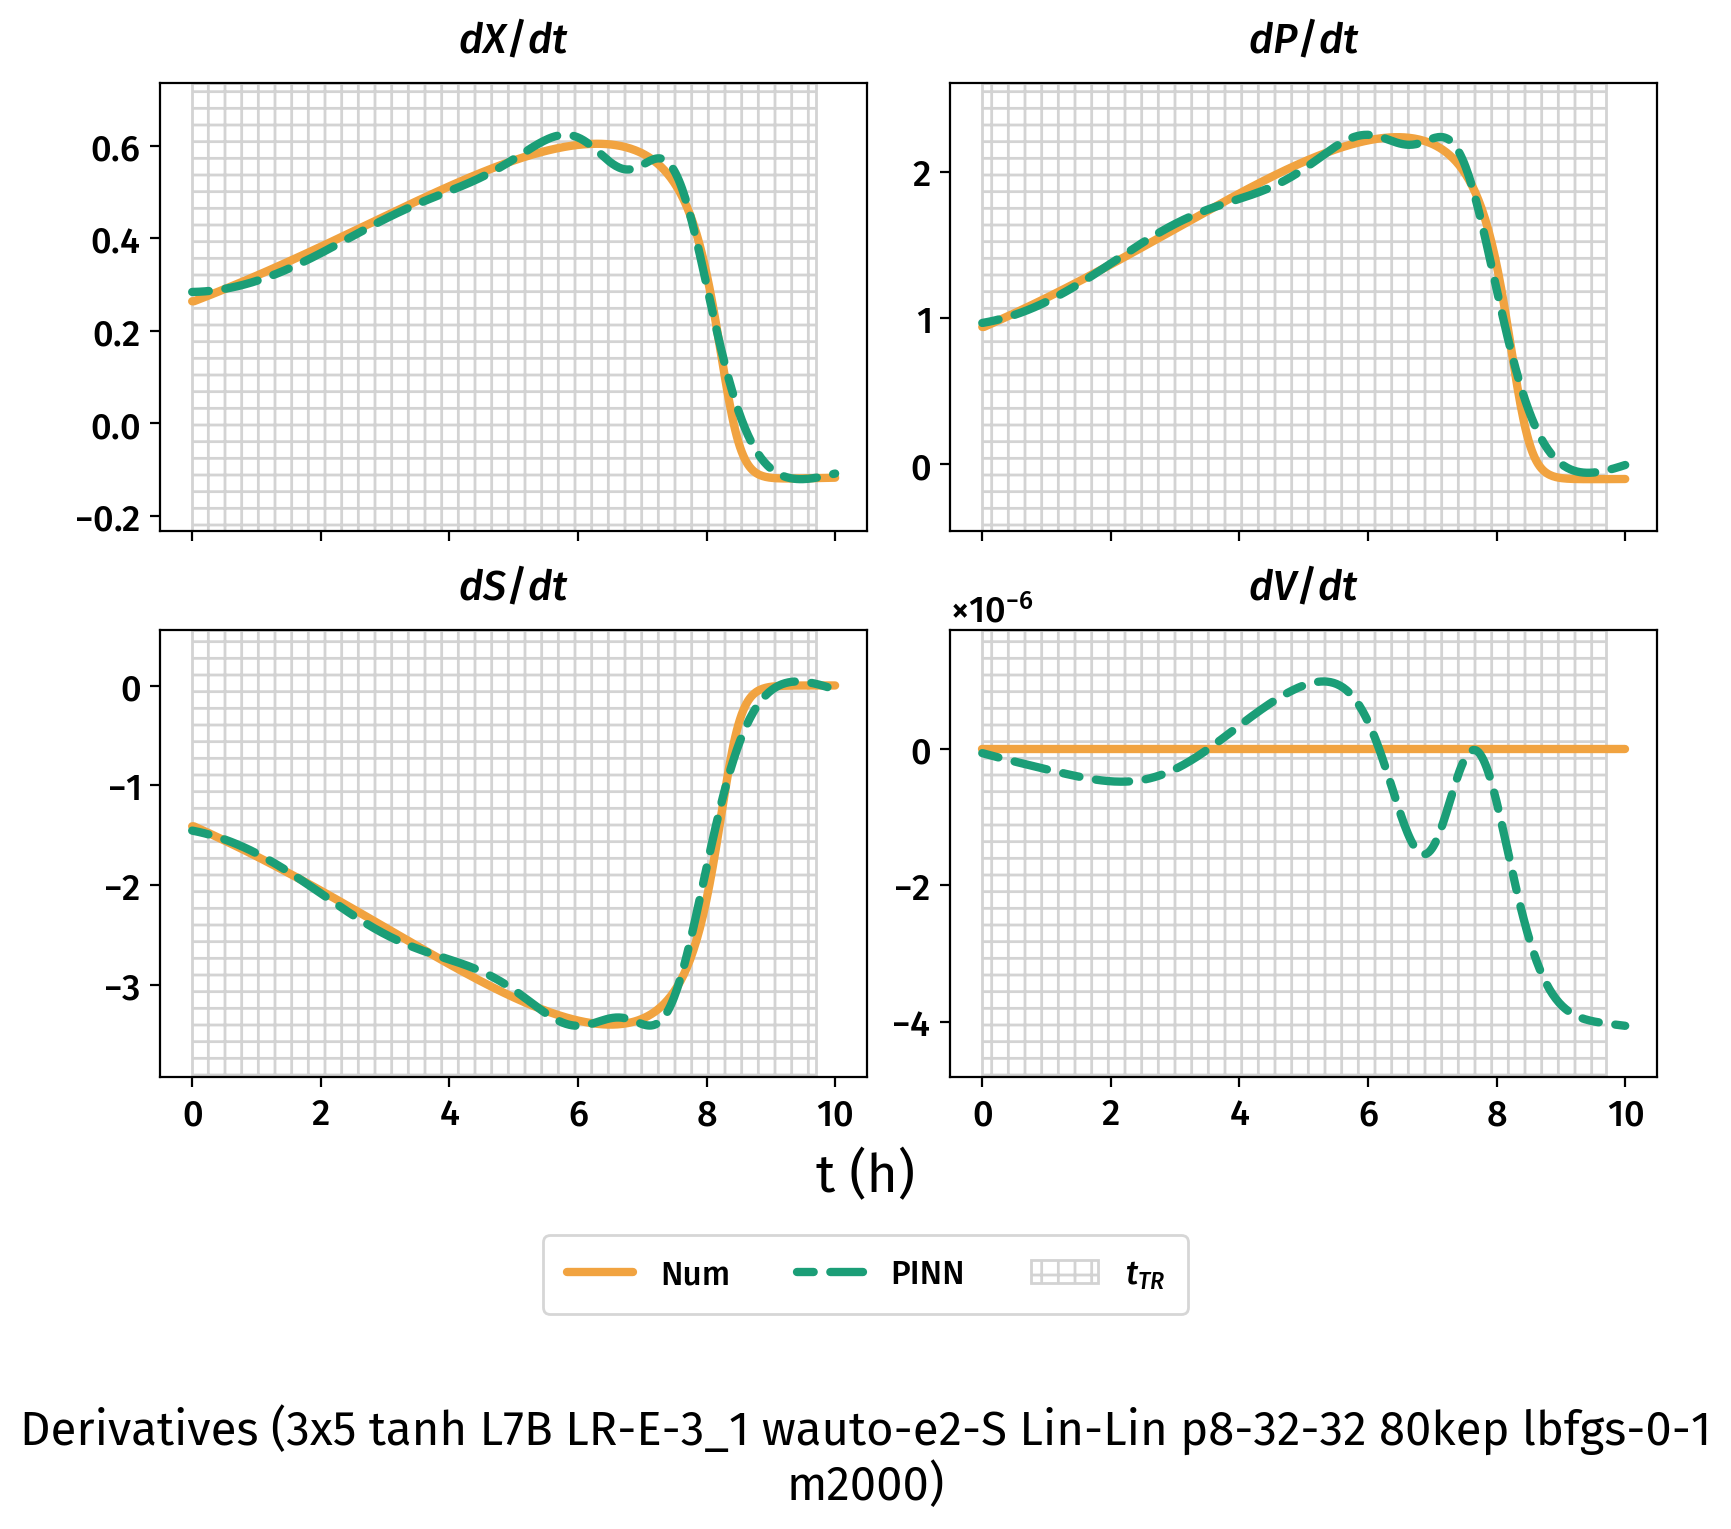 dX/dt
dP/dt
0.6
0.4
0.2
0.0
−0.2
2
1
0
dS/dt
dV/dt
×10⁻⁶
0
−1
−2
−3
0
−2
−4
0 2 4 6 8 10
0 2 4 6 8 10
t (h)
Num PINN t_TR
Derivatives (3x5 tanh L7B LR-E-3_1 wauto-e2-S Lin-Lin p8-32-32 80kep lbfgs-0-1
m2000)